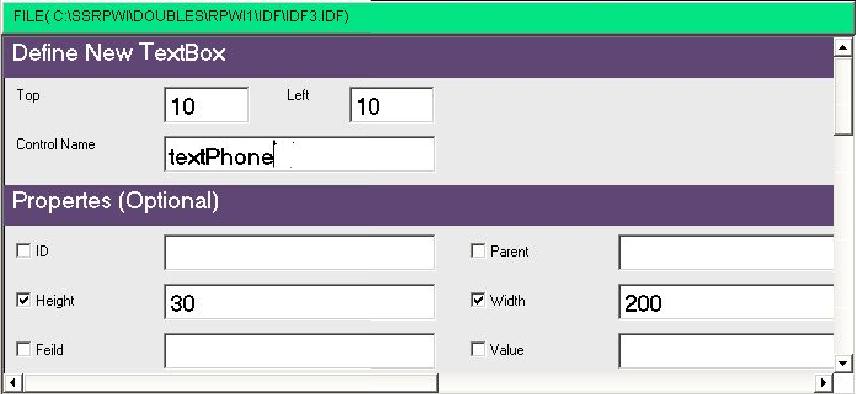 FILE( C:\SSRPWI\DOUBLES\RPWI1\IDF\IDF3.IDF)
Define New TextBox
Top 10 Left 10
Control Name textPhone
Propertes (Optional)
ID Parent
Height 30 Width 200
Feild Value